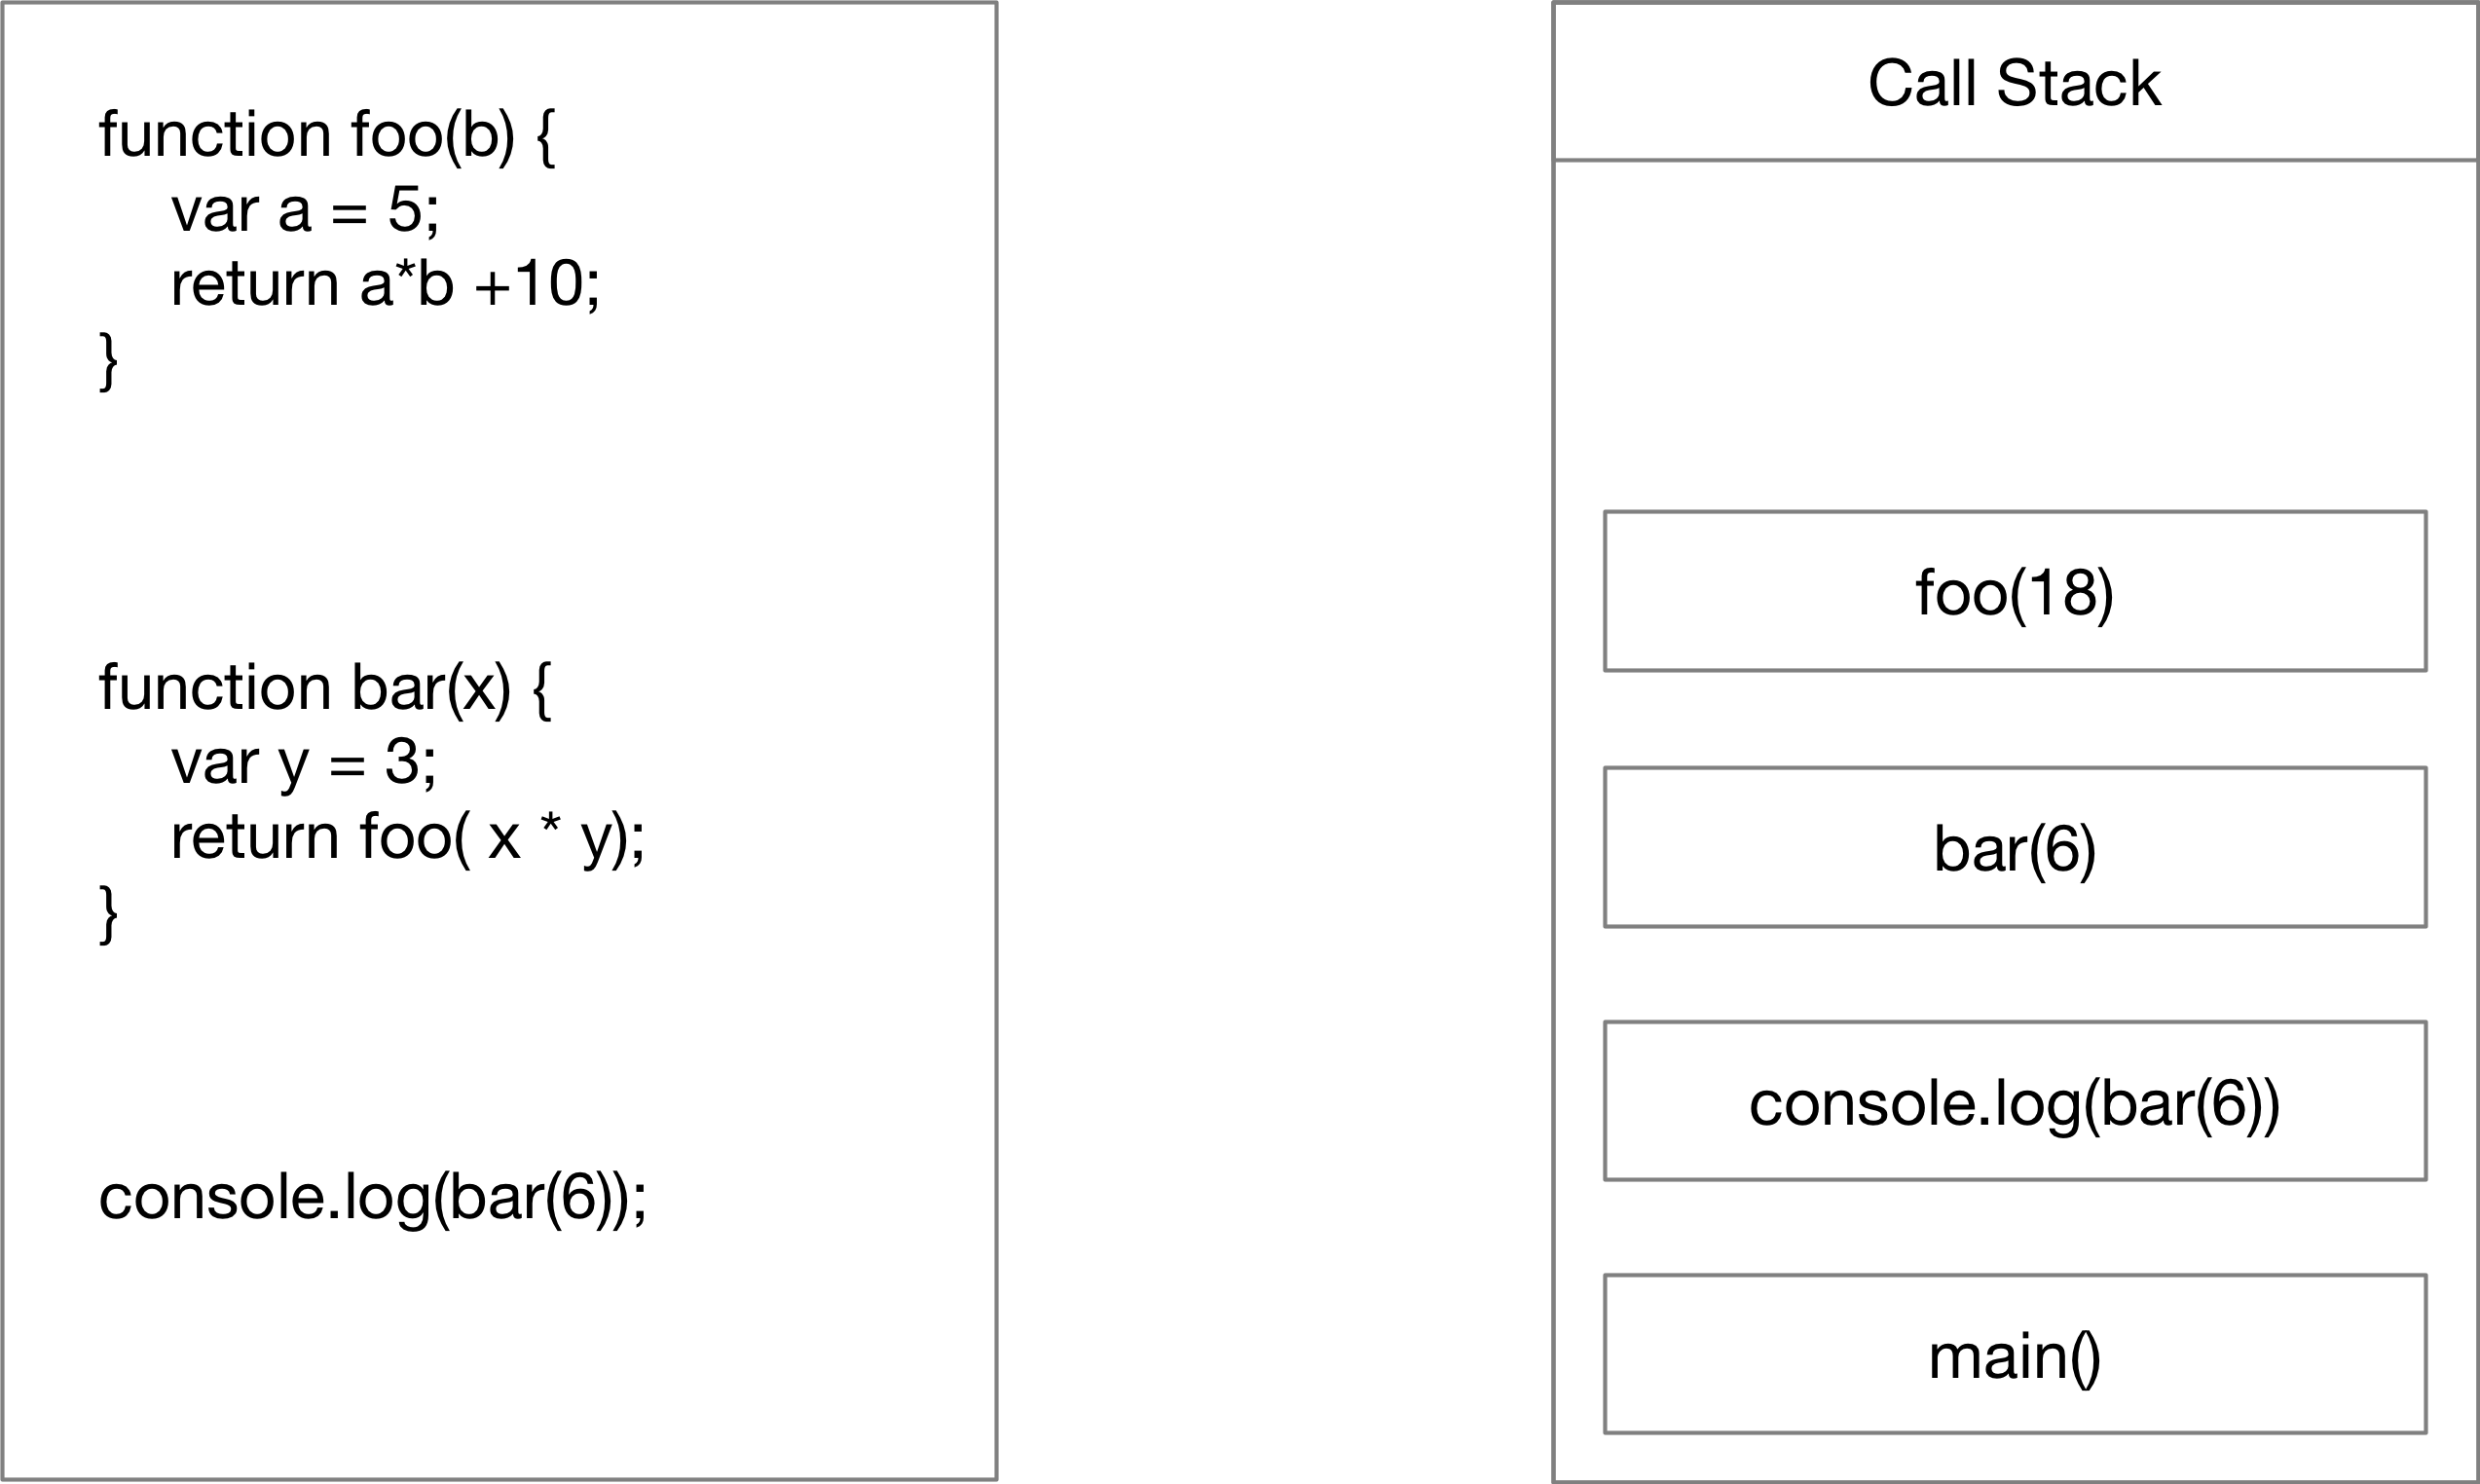 function foo(b) {
var a = 5;
return a*b +10;
}
function bar(x) {
var y = 3;
return foo( x * y);
}
console.log(bar(6));
Call Stack
foo(18)
bar(6)
console.log(bar(6))
main()